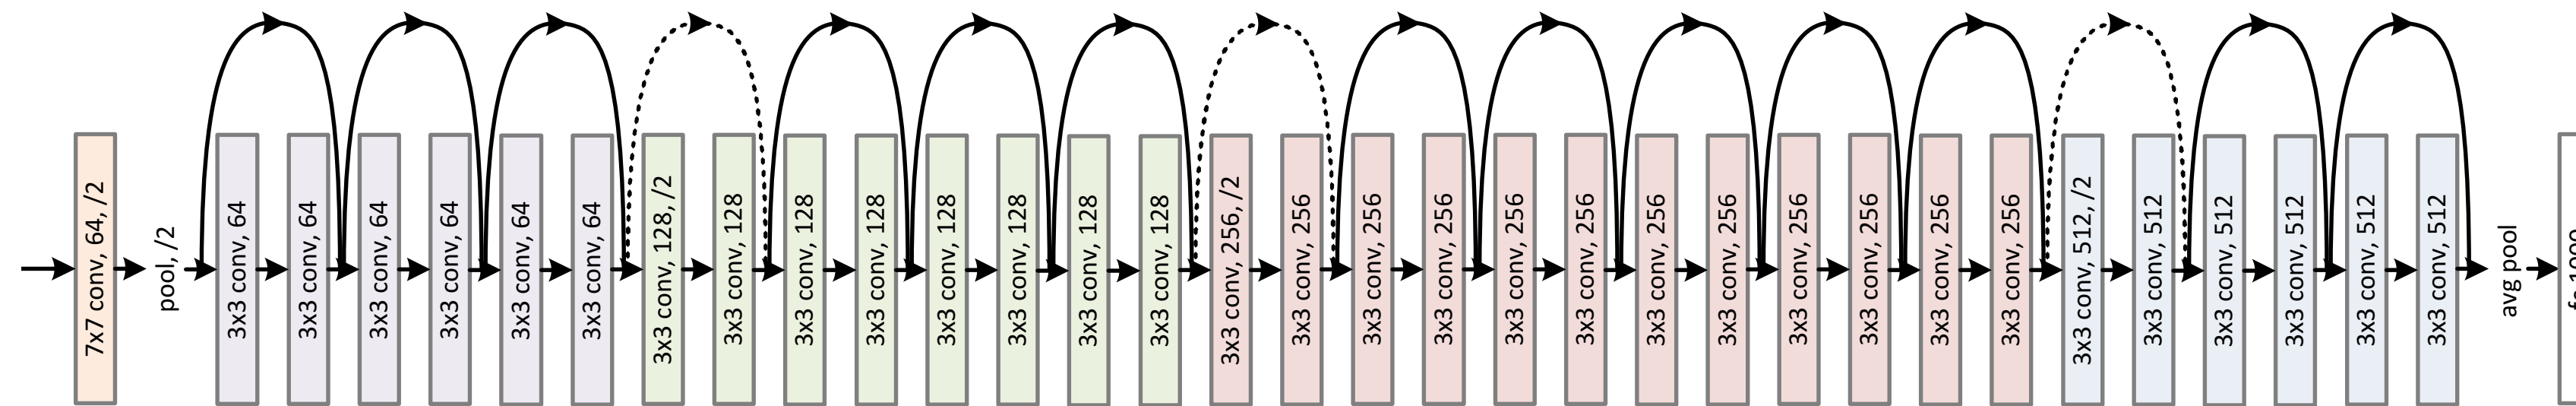 7x7 conv, 64, /2
pool, /2
3x3 conv, 64
3x3 conv, 64
3x3 conv, 64
3x3 conv, 64
3x3 conv, 64
3x3 conv, 64
3x3 conv, 128, /2
3x3 conv, 128
3x3 conv, 128
3x3 conv, 128
3x3 conv, 128
3x3 conv, 128
3x3 conv, 128
3x3 conv, 128
3x3 conv, 256, /2
3x3 conv, 256
3x3 conv, 256
3x3 conv, 256
3x3 conv, 256
3x3 conv, 256
3x3 conv, 256
3x3 conv, 256
3x3 conv, 256
3x3 conv, 256
3x3 conv, 256
3x3 conv, 256
3x3 conv, 512, /2
3x3 conv, 512
3x3 conv, 512
3x3 conv, 512
3x3 conv, 512
3x3 conv, 512
avg pool